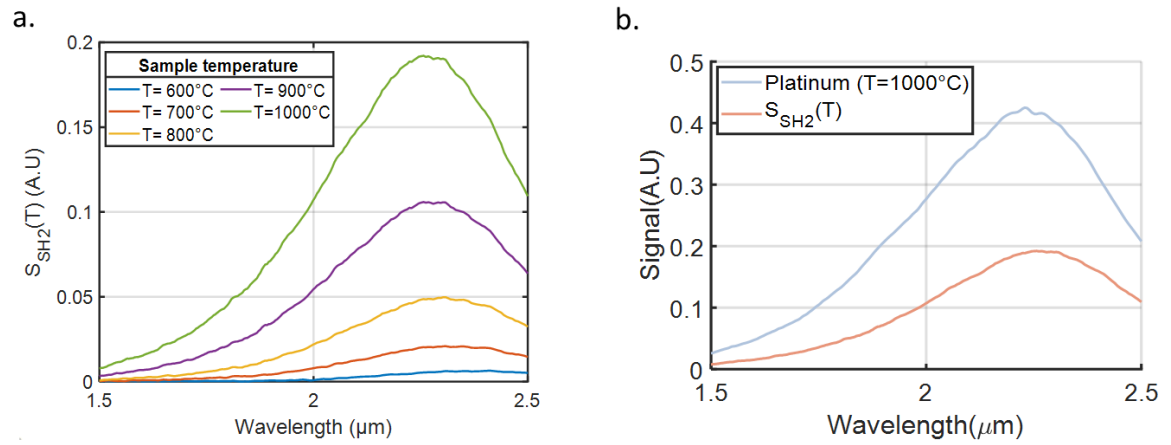 a.
S_SH2(T) (A.U)
0.2
0.15
0.1
0.05
0
Sample temperature
T= 600°C T= 900°C
T= 700°C T=1000°C
T= 800°C
1.5 2 2.5
Wavelength (µm)
b.
Signal(A.U)
0.5
0.4
0.3
0.2
0.1
0
Platinum (T=1000°C)
S_SH2(T)
1.5 2 2.5
Wavelength(μm)